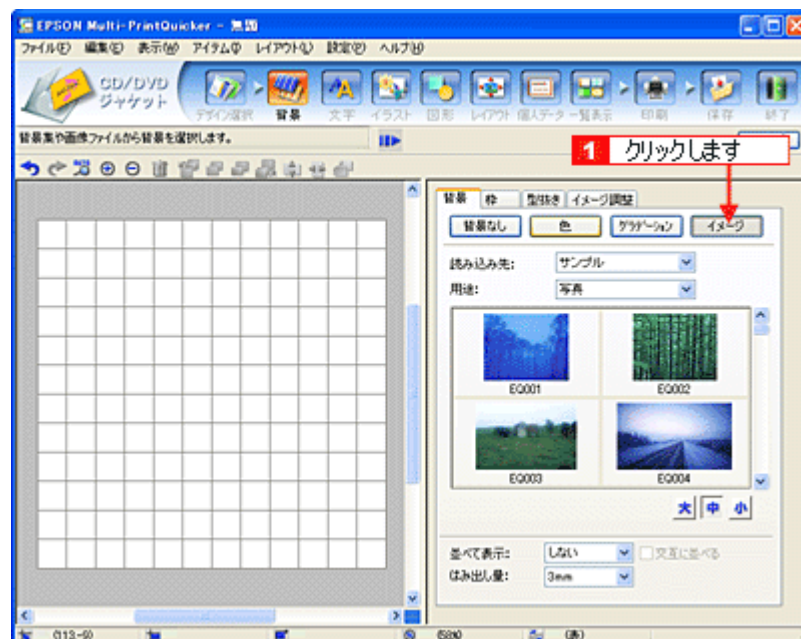 EPSON Multi-PrintQuicker - 無題
ファイル(F) 編集(E) 表示(W) アイテム(I) レイアウト(L) 設定(P) ヘルプ(H)
CD/DVD
ジャケット
デザイン選択 背景 文字 イラスト 図形 レイアウト 個人データ 一覧表示 印刷 保存 終了
背景集や画像ファイルから背景を選択します。
1 クリックします
背景 枠 型抜き イメージ調整
背景なし 色 グラデーション イメージ
読み込み先: サンプル
用途: 写真
EQ001 EQ002
EQ003 EQ004
大 中 小
並べて表示: しない 交互に並べる
はみ出し量: 3mm
(113-9) (58%) (表)